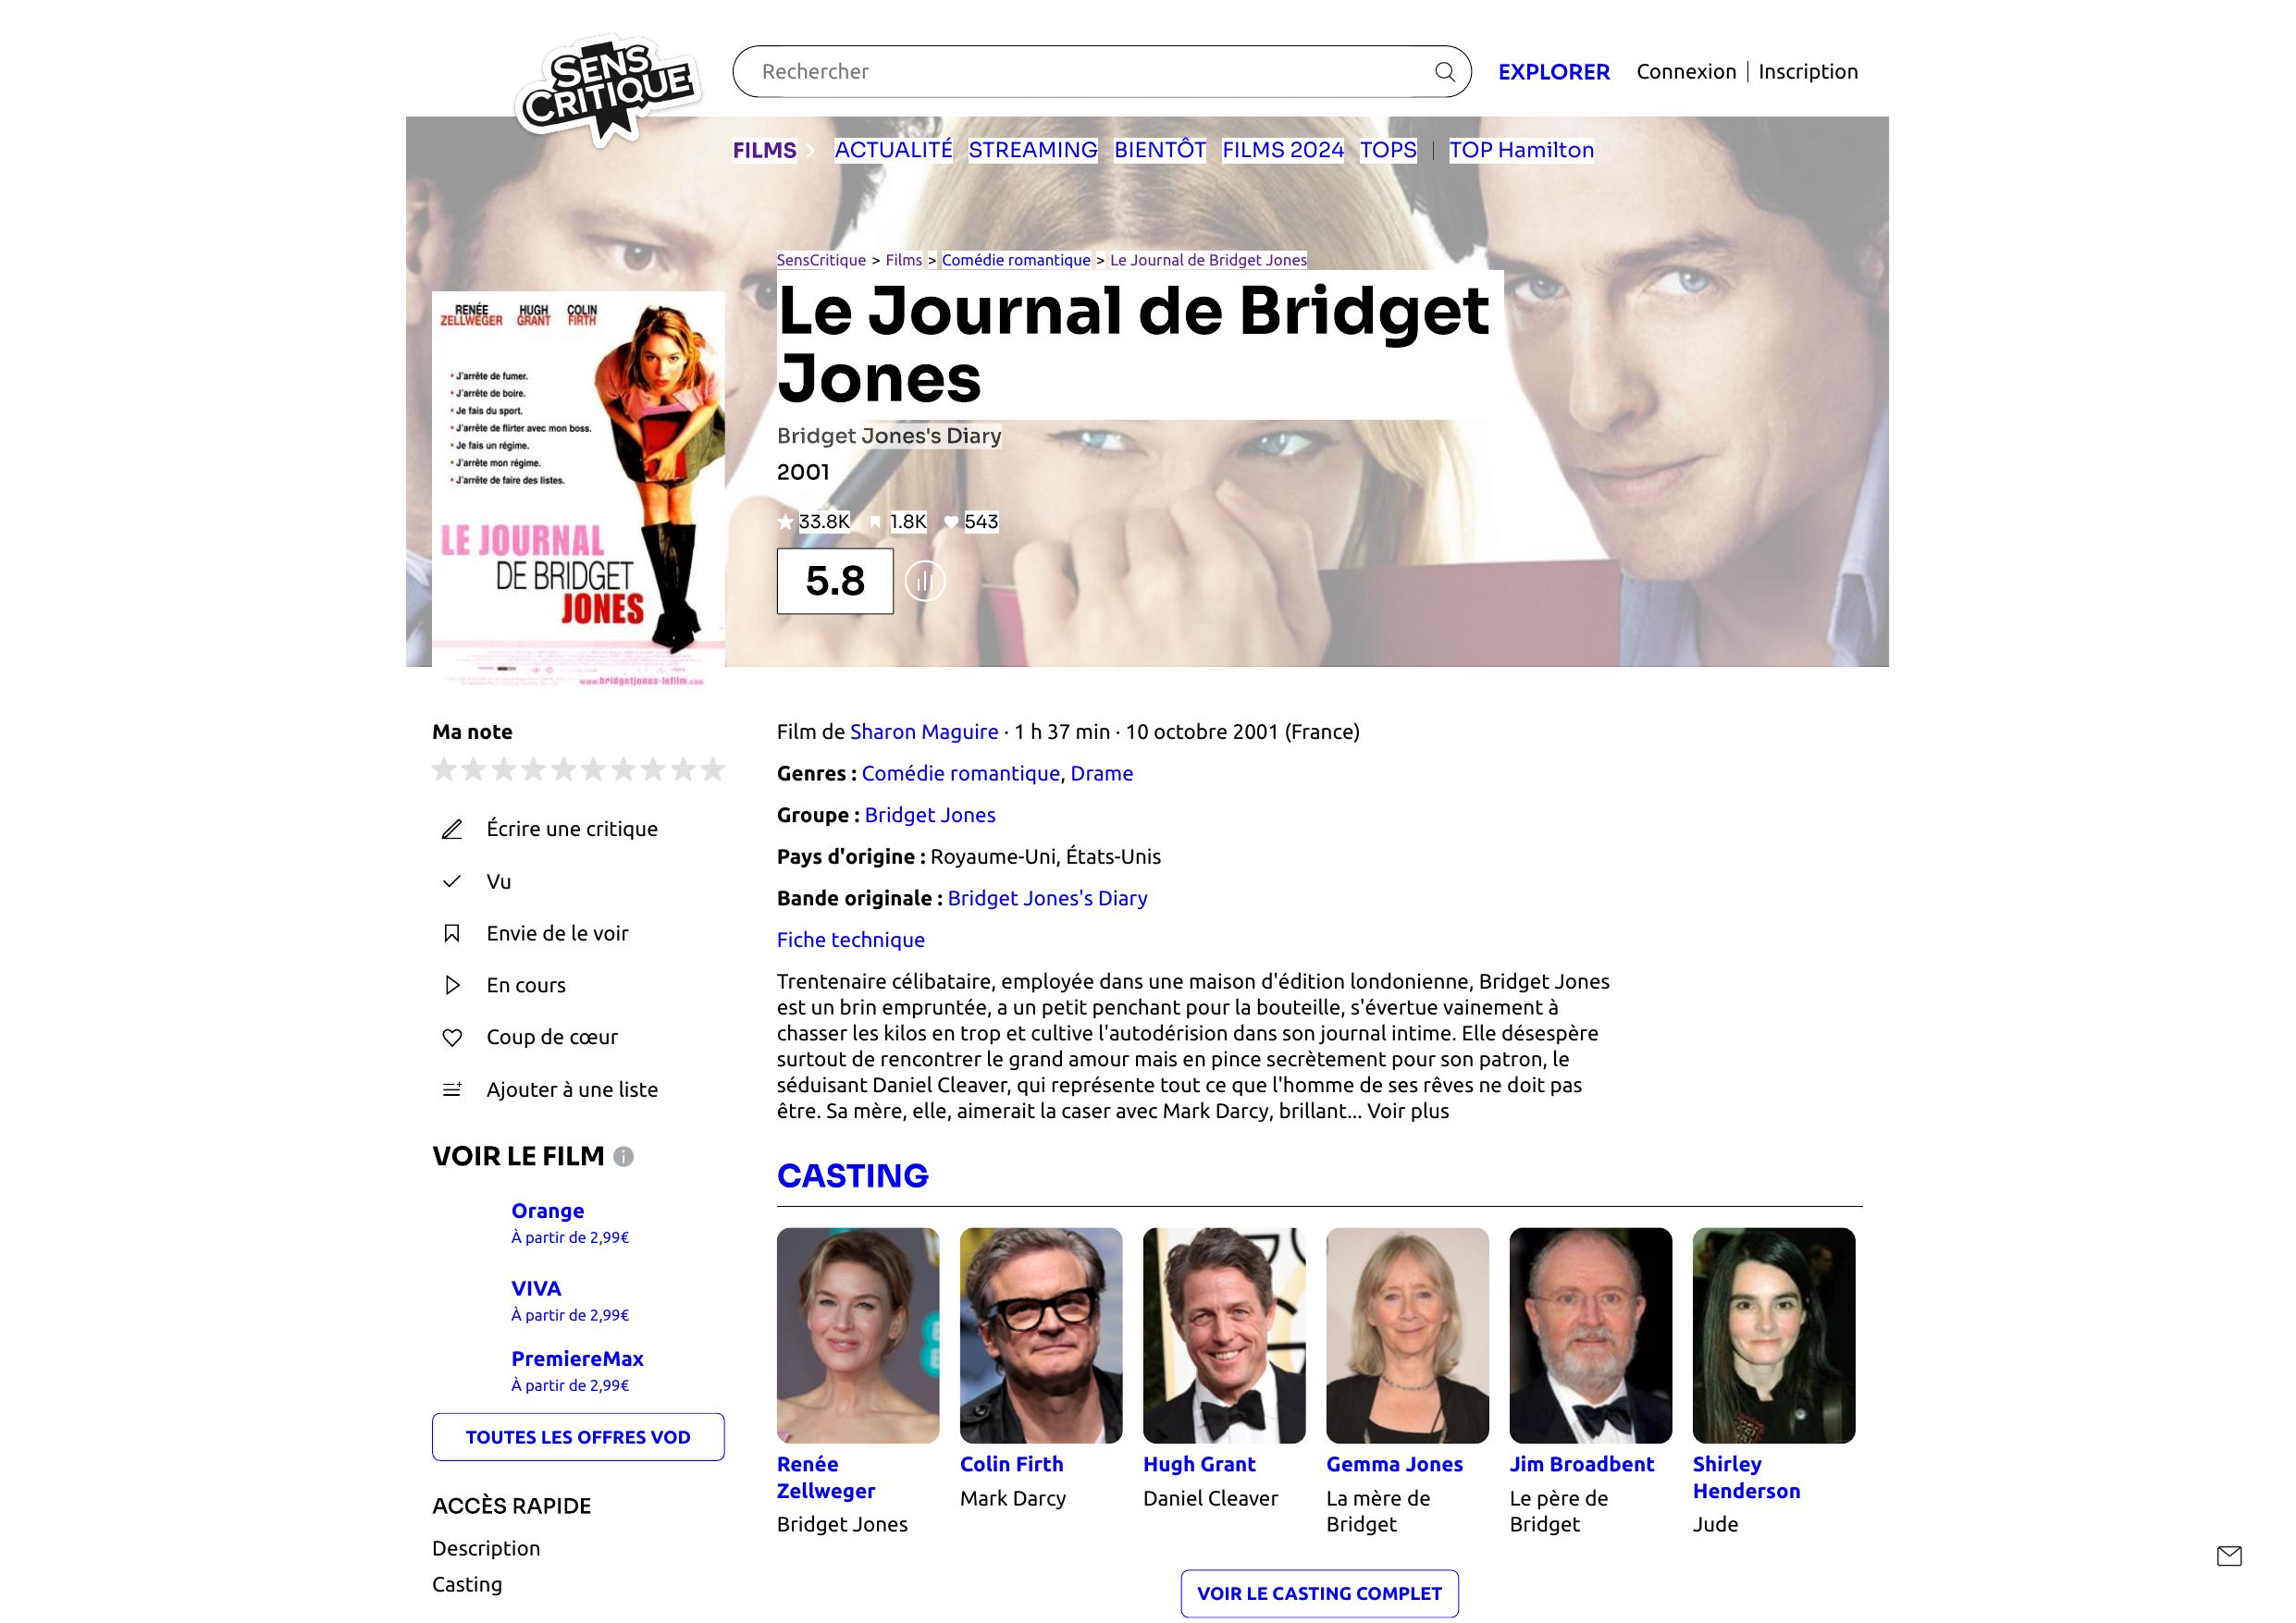 SENS
CRITIQUE
Rechercher
EXPLORER
Connexion
Inscription
FILMS
ACTUALITÉ
STREAMING
BIENTÔT
FILMS 2024
TOPS
TOP Hamilton
SensCritique > Films > Comédie romantique > Le Journal de Bridget Jones
Le Journal de Bridget
Jones
Bridget Jones's Diary
2001
33.8K
1.8K
543
5.8
RENÉE
ZELLWEGER
HUGH
GRANT
COLIN
FIRTH
• J'arrête de fumer.
• J'arrête de boire.
• Je fais du sport.
• J'arrête de flirter avec mon boss.
• Je fais un régime.
• J'arrête mon régime.
• J'arrête de faire des listes.
LE JOURNAL
DE BRIDGET
JONES
www.bridgetjones-lefilm.com
Ma note
Écrire une critique
Vu
Envie de le voir
En cours
Coup de cœur
Ajouter à une liste
VOIR LE FILM
Orange
À partir de 2,99€
VIVA
À partir de 2,99€
PremiereMax
À partir de 2,99€
TOUTES LES OFFRES VOD
ACCÈS RAPIDE
Description
Casting
Film de Sharon Maguire · 1 h 37 min · 10 octobre 2001 (France)
Genres : Comédie romantique, Drame
Groupe : Bridget Jones
Pays d'origine : Royaume-Uni, États-Unis
Bande originale : Bridget Jones's Diary
Fiche technique
Trentenaire célibataire, employée dans une maison d'édition londonienne, Bridget Jones
est un brin empruntée, a un petit penchant pour la bouteille, s'évertue vainement à
chasser les kilos en trop et cultive l'autodérision dans son journal intime. Elle désespère
surtout de rencontrer le grand amour mais en pince secrètement pour son patron, le
séduisant Daniel Cleaver, qui représente tout ce que l'homme de ses rêves ne doit pas
être. Sa mère, elle, aimerait la caser avec Mark Darcy, brillant... Voir plus
CASTING
Renée
Zellweger
Bridget Jones
Colin Firth
Mark Darcy
Hugh Grant
Daniel Cleaver
Gemma Jones
La mère de
Bridget
Jim Broadbent
Le père de
Bridget
Shirley
Henderson
Jude
VOIR LE CASTING COMPLET